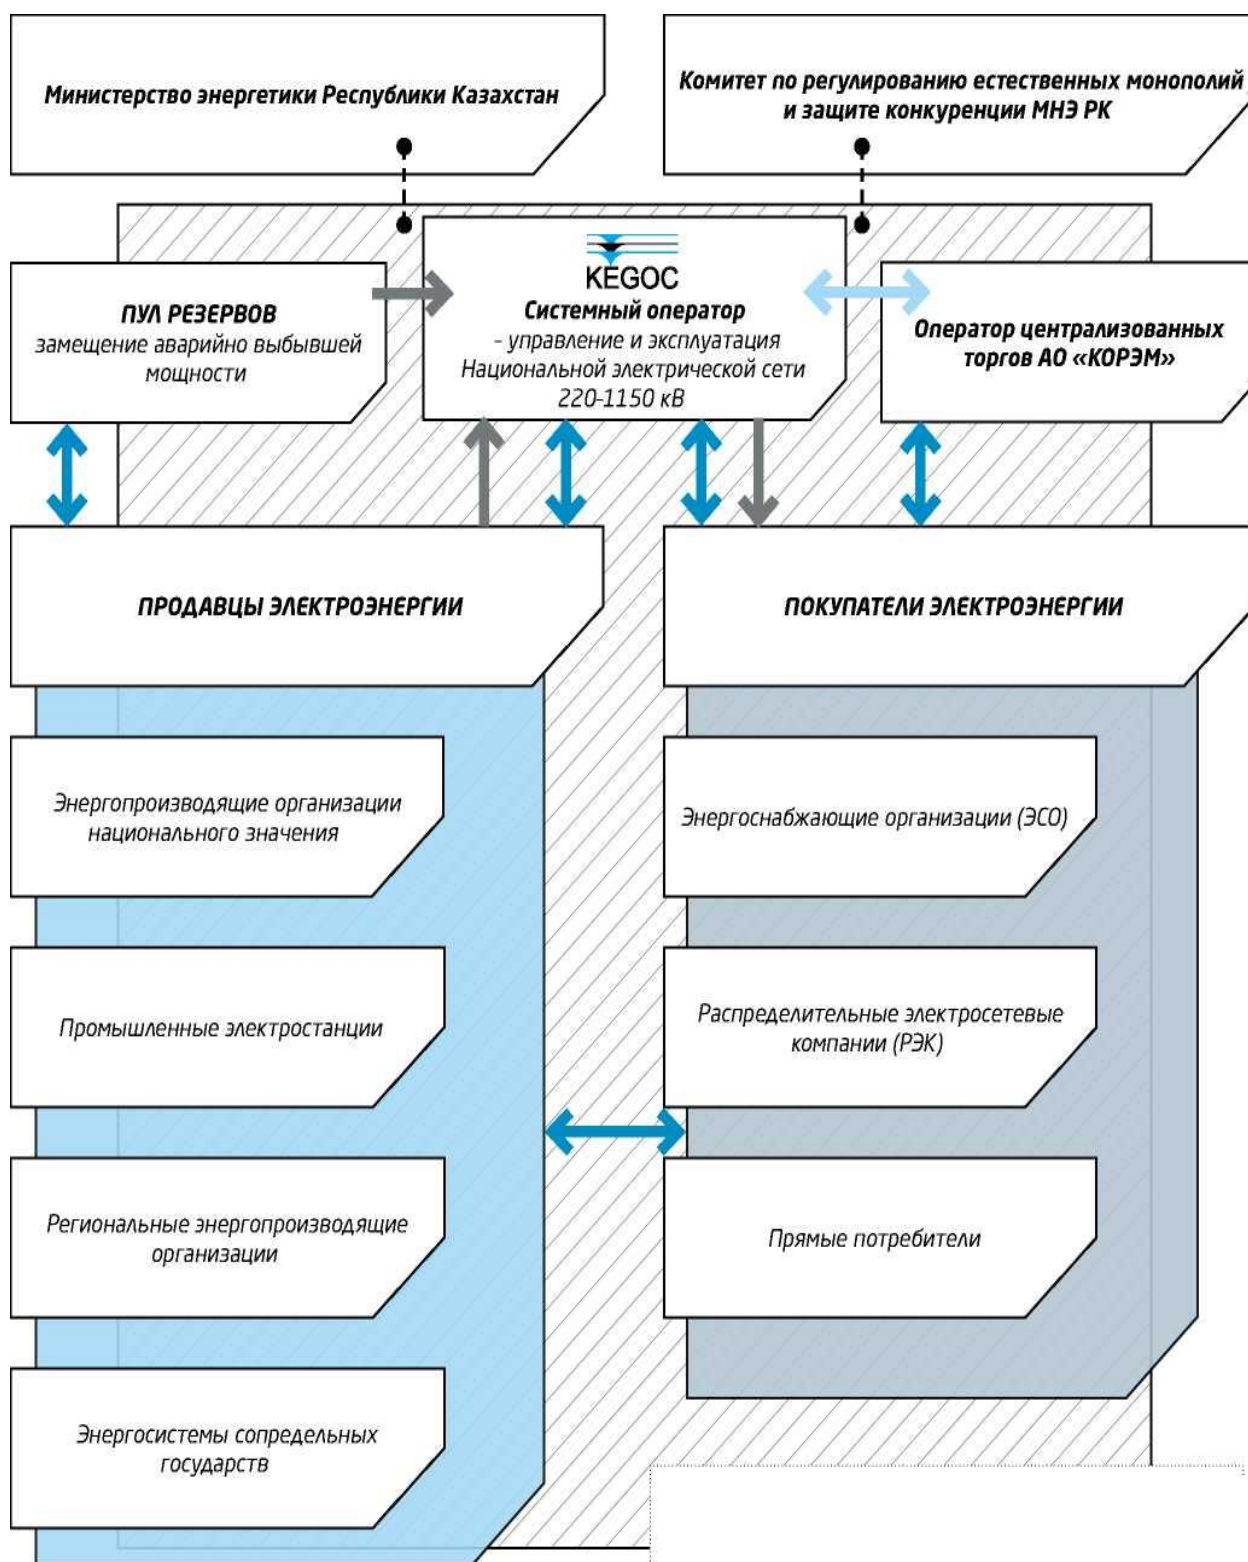 Министерство энергетики Республики Казахстан
Комитет по регулированию естественных монополий
и защите конкуренции МНЭ РК
ПУЛ РЕЗЕРВОВ
замещение аварийно выбывшей
мощности
KEGOC
Системный оператор
- управление и эксплуатация
Национальной электрической сети
220-1150 кВ
Оператор централизованных
торгов АО «КОРЭМ»
ПРОДАВЦЫ ЭЛЕКТРОЭНЕРГИИ
ПОКУПАТЕЛИ ЭЛЕКТРОЭНЕРГИИ
Энергопроизводящие организации
национального значения
Энергоснабжающие организации (ЭСО)
Промышленные электростанции
Распределительные электросетевые
компании (РЭК)
Региональные энергопроизводящие
организации
Прямые потребители
Энергосистемы сопредельных
государств